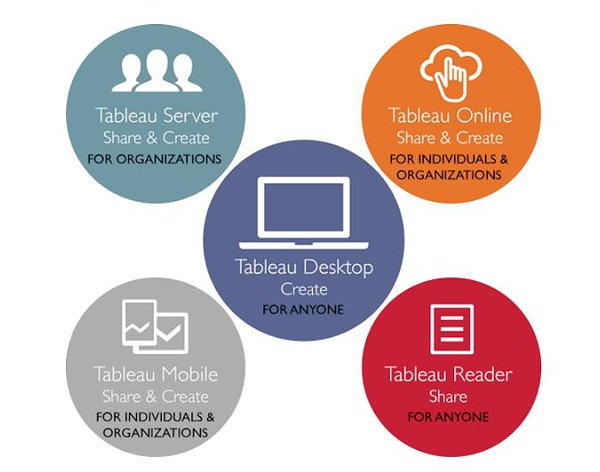 Tableau Server
Share & Create
FOR ORGANIZATIONS
Tableau Online
Share & Create
FOR INDIVIDUALS &
ORGANIZATIONS
Tableau Desktop
Create
FOR ANYONE
Tableau Mobile
Share & Create
FOR INDIVIDUALS &
ORGANIZATIONS
Tableau Reader
Share
FOR ANYONE